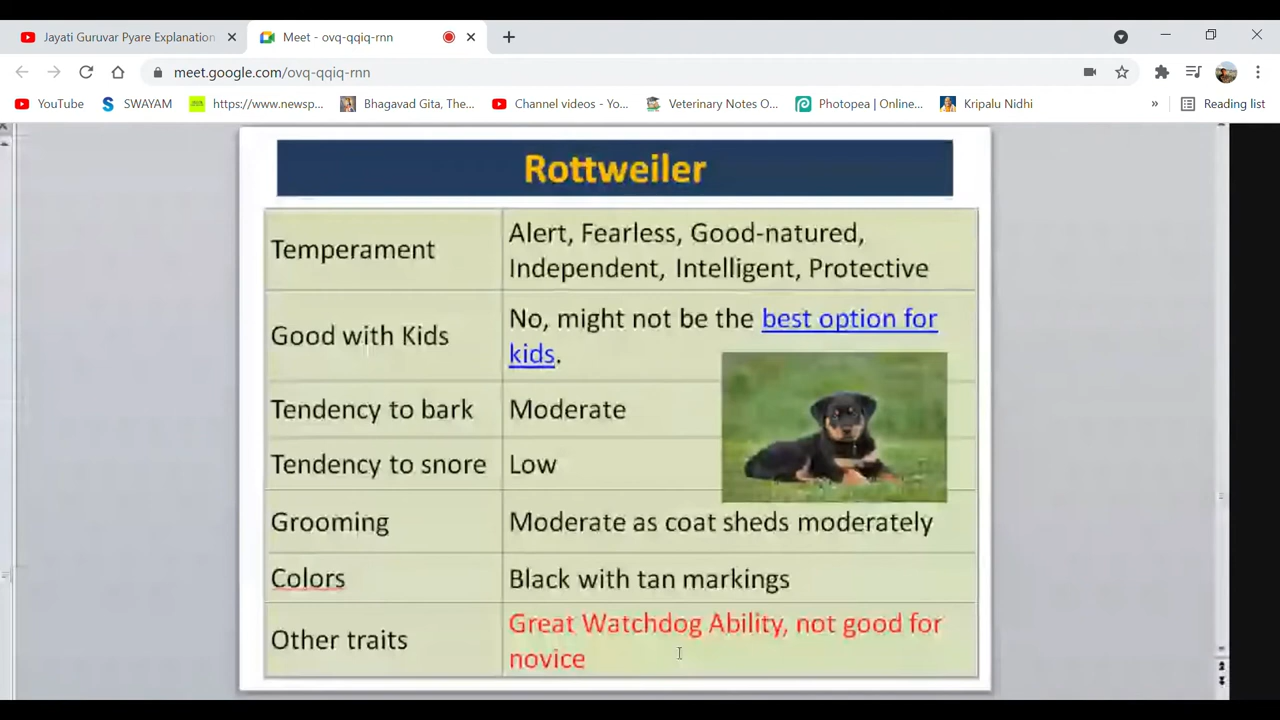 Jayati Guruvar Pyare Explanation
Meet - ovq-qqiq-rnn
meet.google.com/ovq-qqiq-rnn
YouTube
SWAYAM
https://www.newsp...
Bhagavad Gita, The...
Channel videos - Yo...
Veterinary Notes O...
Photopea | Online...
Kripalu Nidhi
»
Reading list
Rottweiler
Temperament
Alert, Fearless, Good-natured,
Independent, Intelligent, Protective
Good with Kids
No, might not be the best option for
kids.
Tendency to bark
Moderate
Tendency to snore
Low
Grooming
Moderate as coat sheds moderately
Colors
Black with tan markings
Other traits
Great Watchdog Ability, not good for
novice